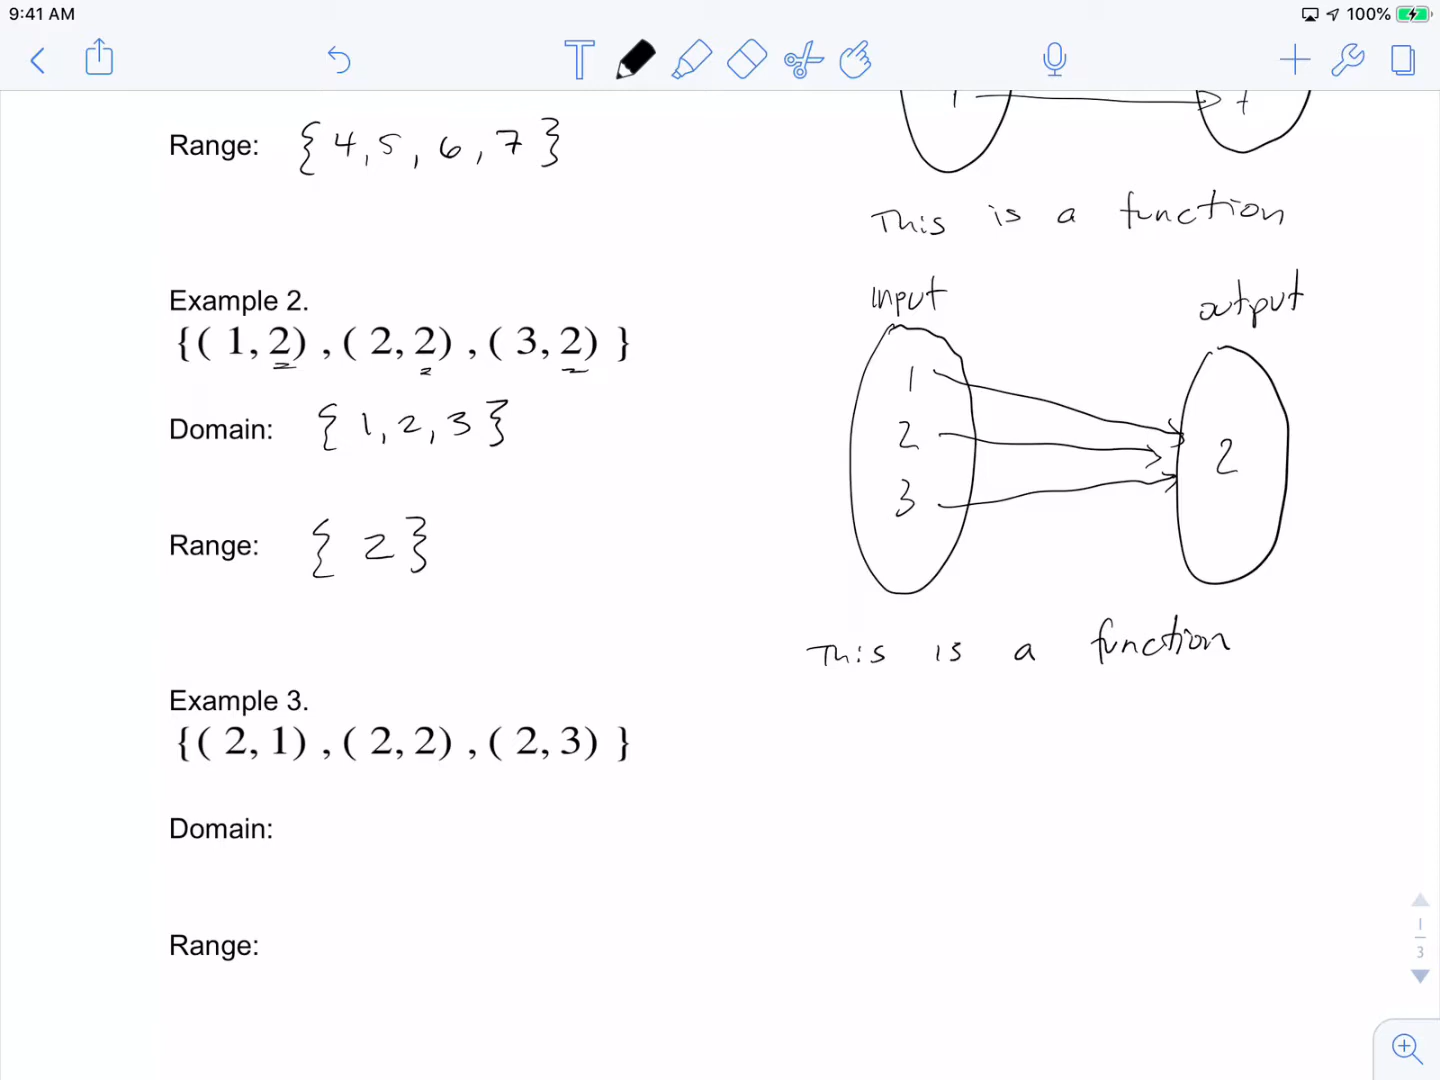 9:41 AM
100%
1 7
Range: {4, 5, 6, 7}
This is a function
Example 2.
{( 1, 2) , ( 2, 2) , ( 3, 2) }
Domain: {1, 2, 3}
Range: {2}
input output
1
2 2
3
This is a function
Example 3.
{( 2, 1) , ( 2, 2) , ( 2, 3) }
Domain:
Range:
1
3